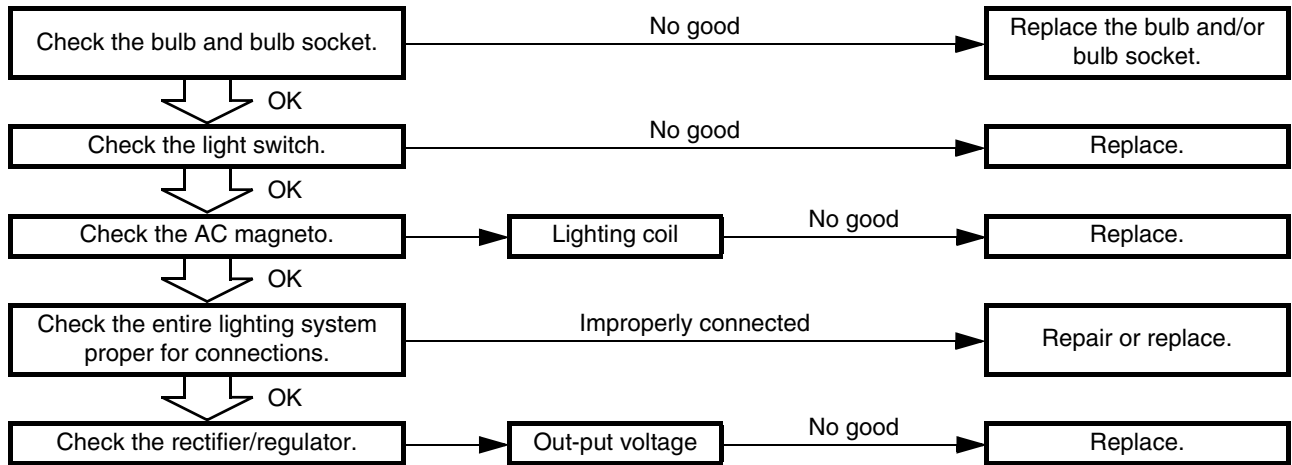 Check the bulb and bulb socket.
No good
Replace the bulb and/or
bulb socket.
OK
Check the light switch.
No good
Replace.
OK
Check the AC magneto.
Lighting coil
No good
Replace.
OK
Check the entire lighting system
proper for connections.
Improperly connected
Repair or replace.
OK
Check the rectifier/regulator.
Out-put voltage
No good
Replace.